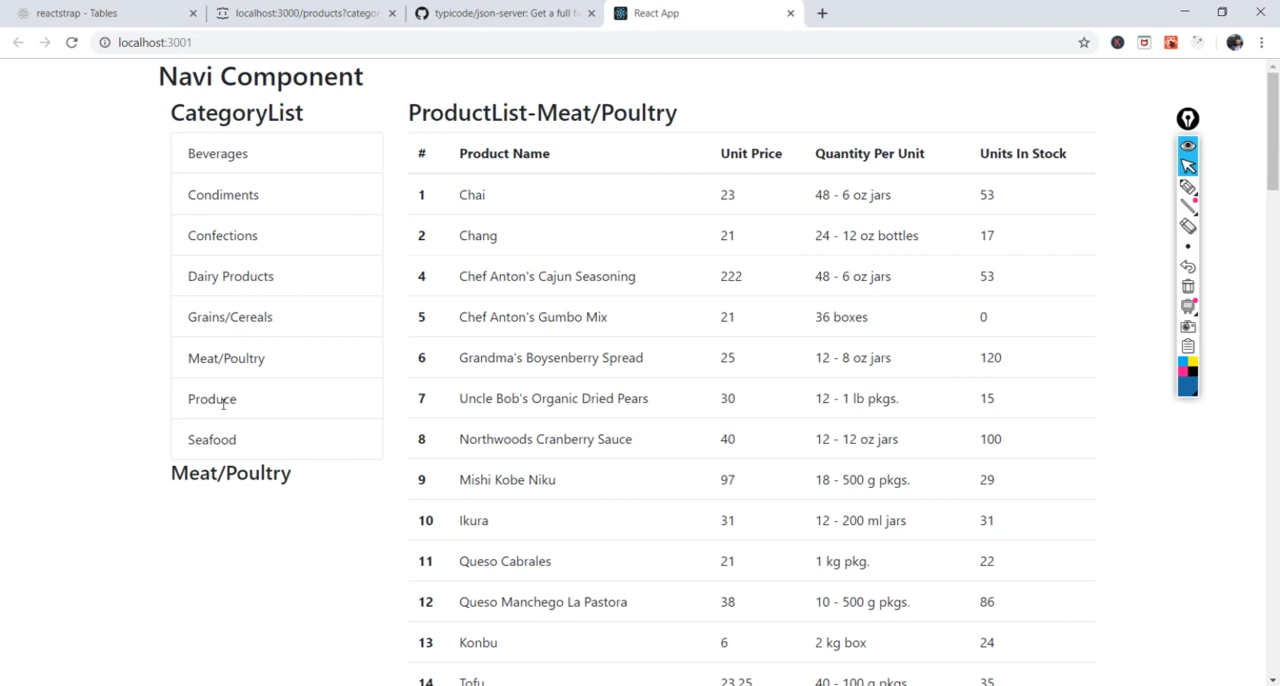 reactstrap - Tables
localhost:3000/products?categor
typicode/json-server: Get a full fa
React App
localhost:3001
Navi Component
CategoryList
Beverages
Condiments
Confections
Dairy Products
Grains/Cereals
Meat/Poultry
Produce
Seafood
Meat/Poultry
ProductList-Meat/Poultry
# Product Name Unit Price Quantity Per Unit Units In Stock
1 Chai 23 48 - 6 oz jars 53
2 Chang 21 24 - 12 oz bottles 17
4 Chef Anton's Cajun Seasoning 222 48 - 6 oz jars 53
5 Chef Anton's Gumbo Mix 21 36 boxes 0
6 Grandma's Boysenberry Spread 25 12 - 8 oz jars 120
7 Uncle Bob's Organic Dried Pears 30 12 - 1 lb pkgs. 15
8 Northwoods Cranberry Sauce 40 12 - 12 oz jars 100
9 Mishi Kobe Niku 97 18 - 500 g pkgs. 29
10 Ikura 31 12 - 200 ml jars 31
11 Queso Cabrales 21 1 kg pkg. 22
12 Queso Manchego La Pastora 38 10 - 500 g pkgs. 86
13 Konbu 6 2 kg box 24
14 Tofu 23.25 40 - 100 g pkgs. 35